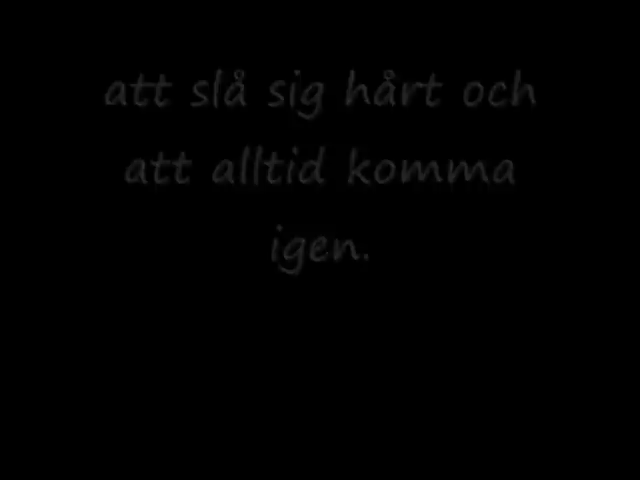 att slå sig hårt och
att alltid komma
igen.